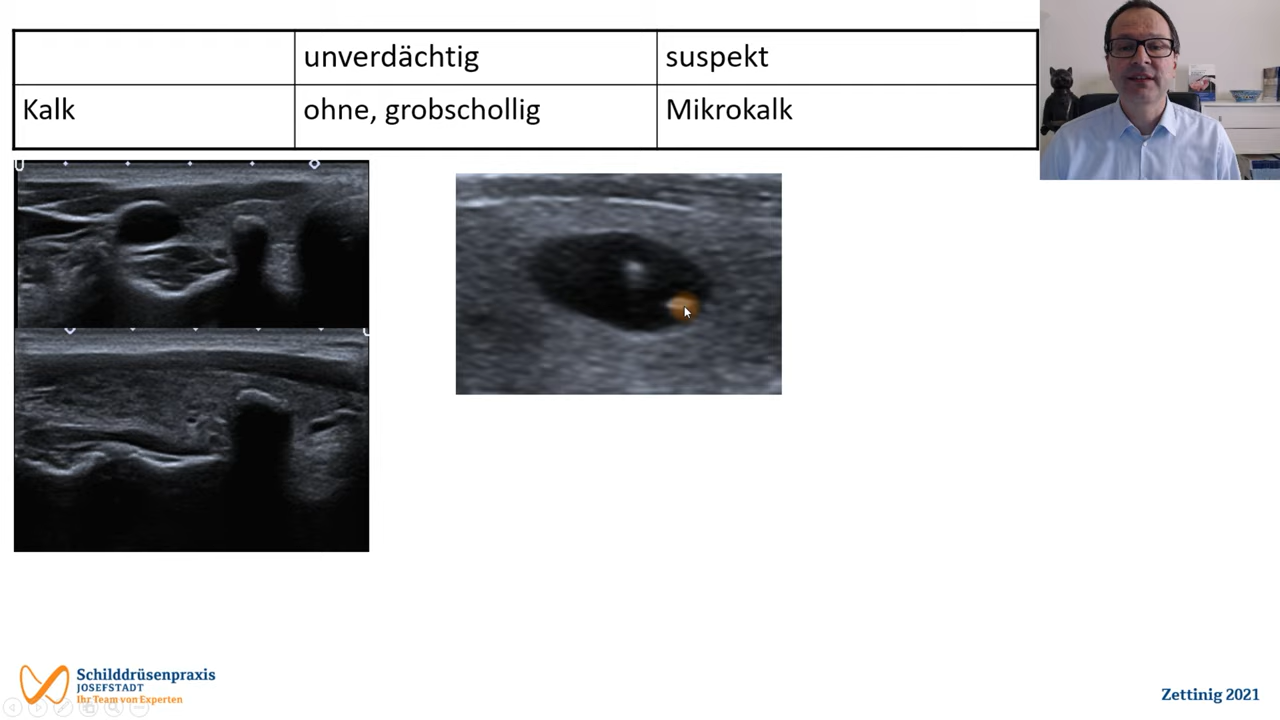 unverdächtig suspekt
Kalk ohne, grobschollig Mikrokalk
Schilddrüsenpraxis
JOSEFSTADT
Ihr Team von Experten
Zettinig 2021